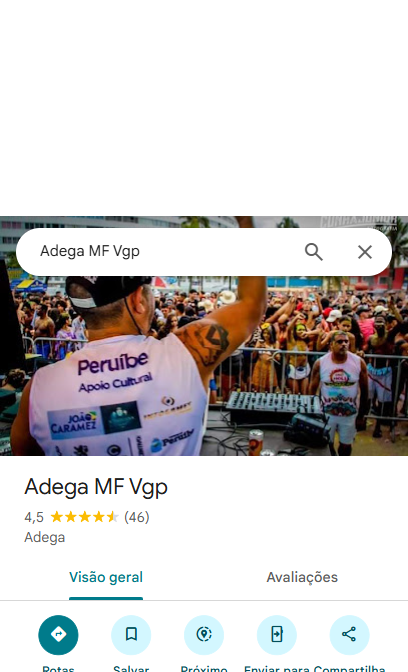 Adega MF Vgp
Peruíbe
Apoio Cultural
JOÃO
CARAMEZ
Peruíbe
Adega MF Vgp
4,5 (46)
Adega
Visão geral
Avaliações
Rotas
Salvar
Próximo
Enviar para
Compartilha